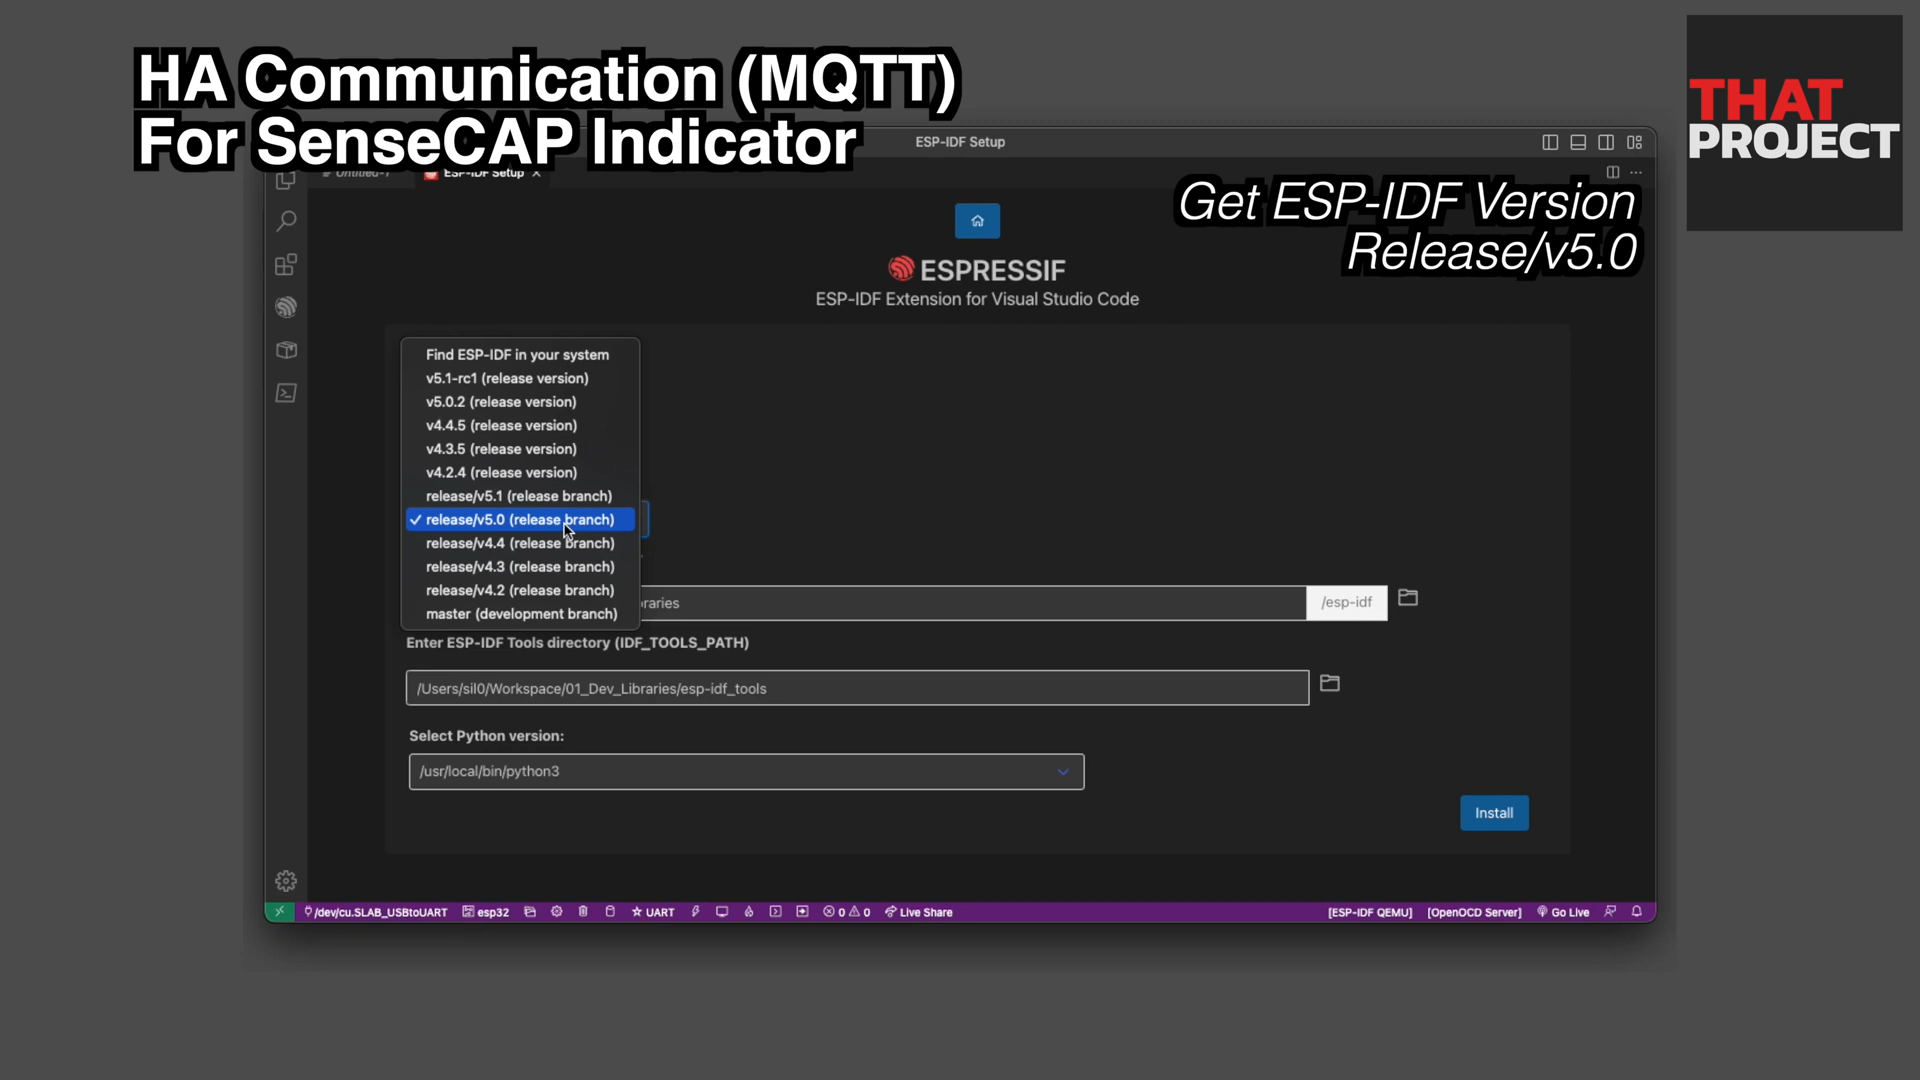 HA Communication (MQTT)
For SenseCAP Indicator
THAT
PROJECT
ESP-IDF Setup
Untitled-1
ESP-IDF Setup
Get ESP-IDF Version
Release/v5.0
ESPRESSIF
ESP-IDF Extension for Visual Studio Code
Find ESP-IDF in your system
v5.1-rc1 (release version)
v5.0.2 (release version)
v4.4.5 (release version)
v4.3.5 (release version)
v4.2.4 (release version)
release/v5.1 (release branch)
release/v5.0 (release branch)
release/v4.4 (release branch)
release/v4.3 (release branch)
release/v4.2 (release branch)
master (development branch)
/esp-idf
Enter ESP-IDF Tools directory (IDF_TOOLS_PATH)
/Users/sil0/Workspace/01_Dev_Libraries/esp-idf_tools
Select Python version:
/usr/local/bin/python3
Install
/dev/cu.SLAB_USBtoUART esp32 UART 0 0 Live Share [ESP-IDF QEMU] [OpenOCD Server] Go Live